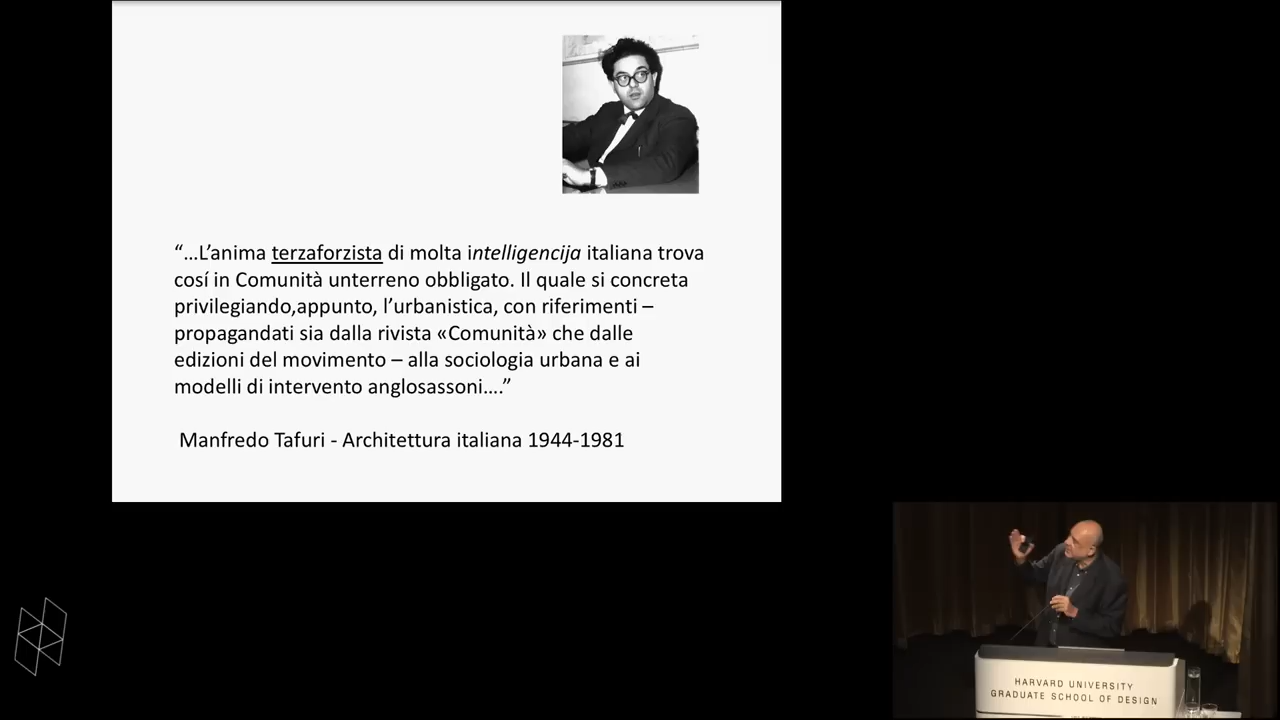 “...L’anima terzaforzista di molta intelligencija italiana trova
cosí in Comunità unterreno obbligato. Il quale si concreta
privilegiando,appunto, l’urbanistica, con riferimenti –
propagandati sia dalla rivista «Comunità» che dalle
edizioni del movimento – alla sociologia urbana e ai
modelli di intervento anglosassoni....”
Manfredo Tafuri - Architettura italiana 1944-1981
HARVARD UNIVERSITY
GRADUATE SCHOOL OF DESIGN